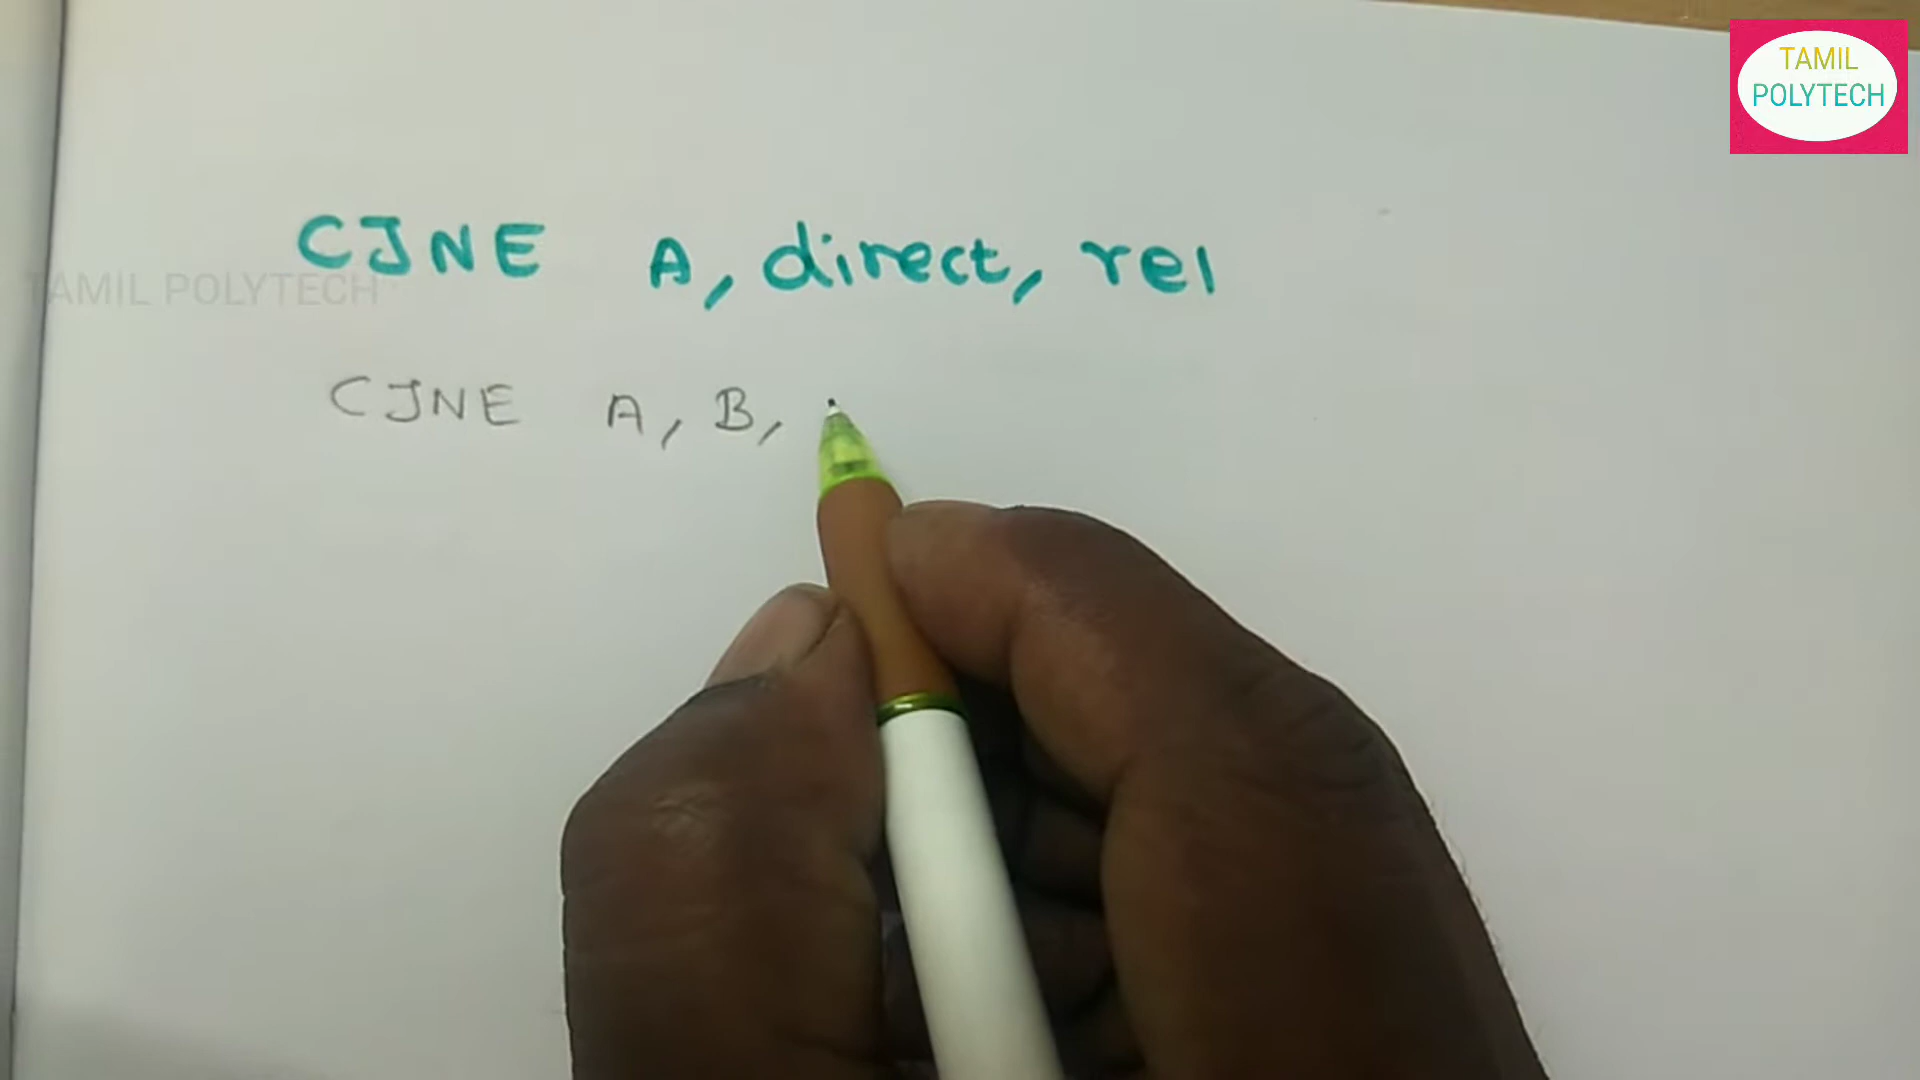 TAMIL
POLYTECH
CJNE A, direct, rel
TAMIL POLYTECH
CJNE A, B,